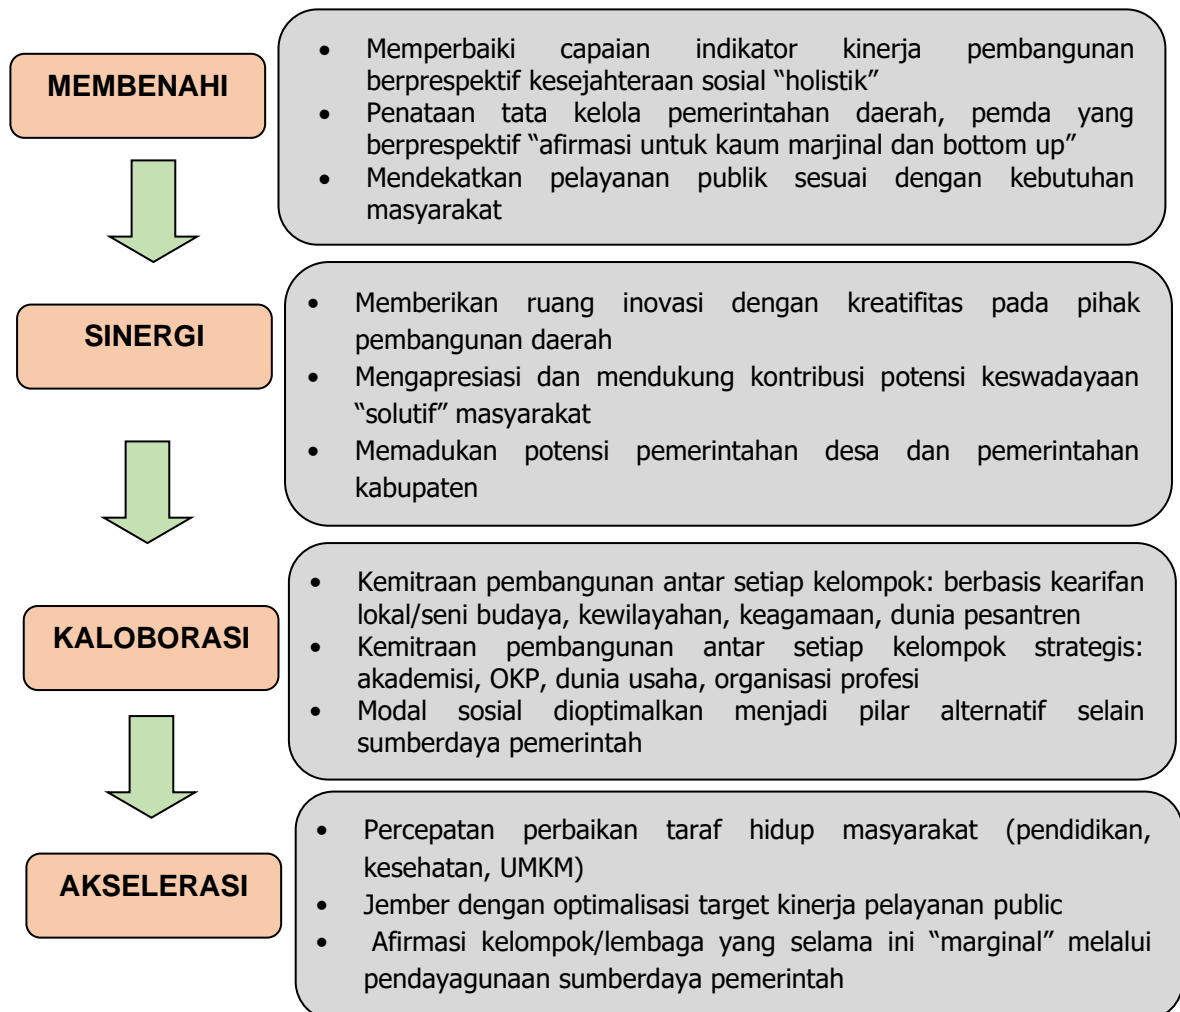 MEMBENAHI
• Memperbaiki capaian indikator kinerja pembangunan
berprespektif kesejahteraan sosial “holistik”
• Penataan tata kelola pemerintahan daerah, pemda yang
berprespektif “afirmasi untuk kaum marjinal dan bottom up”
• Mendekatkan pelayanan publik sesuai dengan kebutuhan
masyarakat
SINERGI
• Memberikan ruang inovasi dengan kreatifitas pada pihak
pembangunan daerah
• Mengapresiasi dan mendukung kontribusi potensi keswadayaan
“solutif” masyarakat
• Memadukan potensi pemerintahan desa dan pemerintahan
kabupaten
KALOBORASI
• Kemitraan pembangunan antar setiap kelompok: berbasis kearifan
lokal/seni budaya, kewilayahan, keagamaan, dunia pesantren
• Kemitraan pembangunan antar setiap kelompok strategis:
akademisi, OKP, dunia usaha, organisasi profesi
• Modal sosial dioptimalkan menjadi pilar alternatif selain
sumberdaya pemerintah
AKSELERASI
• Percepatan perbaikan taraf hidup masyarakat (pendidikan,
kesehatan, UMKM)
• Jember dengan optimalisasi target kinerja pelayanan public
• Afirmasi kelompok/lembaga yang selama ini “marginal” melalui
pendayagunaan sumberdaya pemerintah